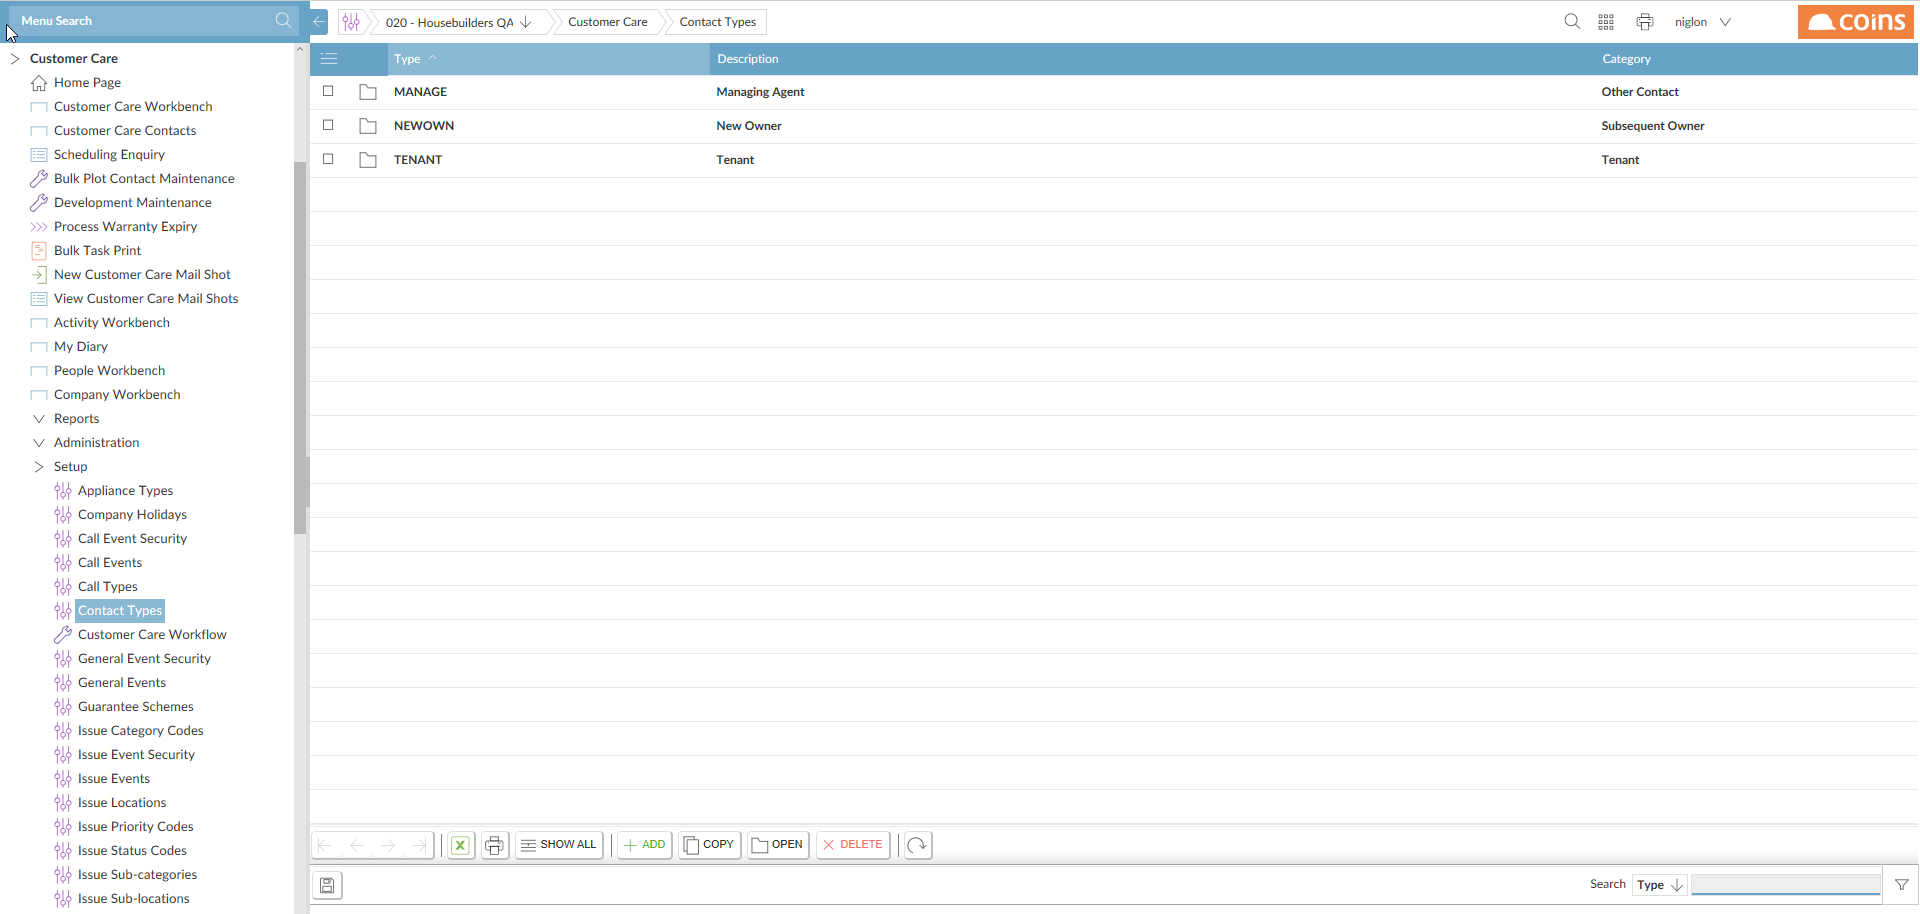 Menu Search
020 - Housebuilders QA
Customer Care
Contact Types
niglon
coins
Customer Care
Home Page
Customer Care Workbench
Customer Care Contacts
Scheduling Enquiry
Bulk Plot Contact Maintenance
Development Maintenance
Process Warranty Expiry
Bulk Task Print
New Customer Care Mail Shot
View Customer Care Mail Shots
Activity Workbench
My Diary
People Workbench
Company Workbench
Reports
Administration
Setup
Appliance Types
Company Holidays
Call Event Security
Call Events
Call Types
Contact Types
Customer Care Workflow
General Event Security
General Events
Guarantee Schemes
Issue Category Codes
Issue Event Security
Issue Events
Issue Locations
Issue Priority Codes
Issue Status Codes
Issue Sub-categories
Issue Sub-locations
Type Description Category
MANAGE Managing Agent Other Contact
NEWOWN New Owner Subsequent Owner
TENANT Tenant Tenant
SHOW ALL ADD COPY OPEN DELETE
Search Type